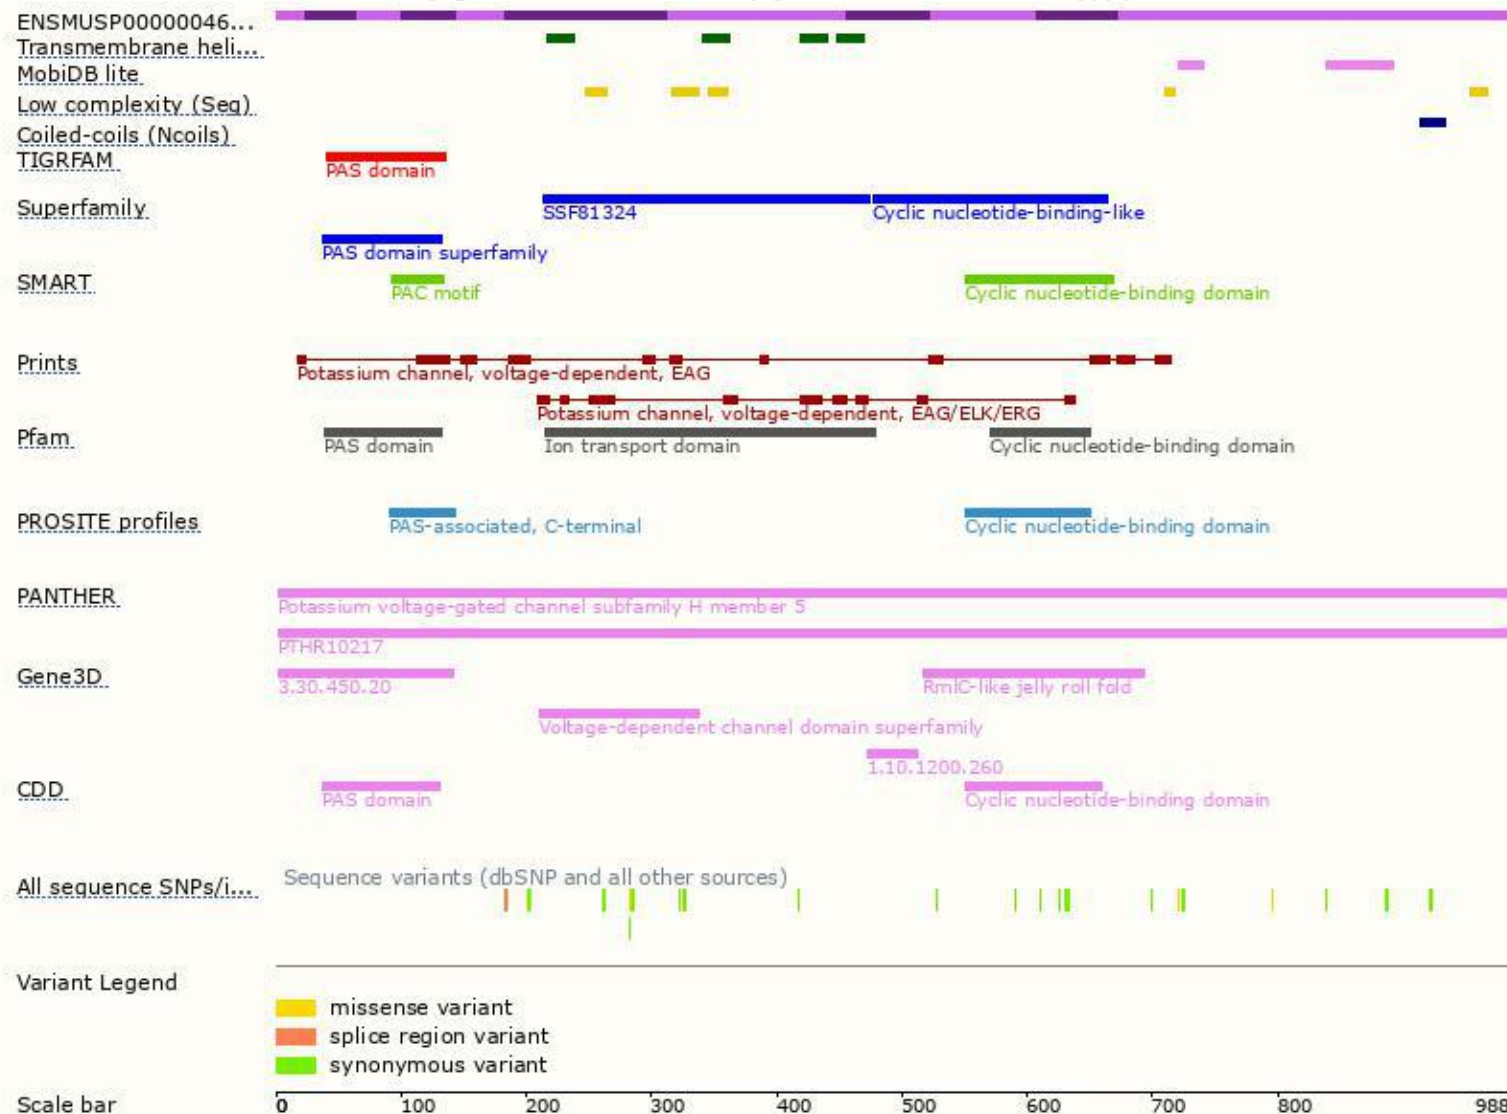 ENSMUSP00000046...
Transmembrane heli...
MobiDB lite
Low complexity (Seg)
Coiled-coils (Ncoils)
TIGRFAM
PAS domain
Superfamily
SSF81324 Cyclic nucleotide-binding-like
PAS domain superfamily
SMART
PAC motif Cyclic nucleotide-binding domain
Prints
Potassium channel, voltage-dependent, EAG
Potassium channel, voltage-dependent, EAG/ELK/ERG
Pfam
PAS domain Ion transport domain Cyclic nucleotide-binding domain
PROSITE profiles
PAS-associated, C-terminal Cyclic nucleotide-binding domain
PANTHER
Potassium voltage-gated channel subfamily H member 5
PTHR10217
Gene3D
3.30.450.20 RmlC-like jelly roll fold
Voltage-dependent channel domain superfamily
1.10.1200.260
CDD
PAS domain Cyclic nucleotide-binding domain
All sequence SNPs/i...
Sequence variants (dbSNP and all other sources)
Variant Legend
missense variant
splice region variant
synonymous variant
Scale bar 0 100 200 300 400 500 600 700 800 988